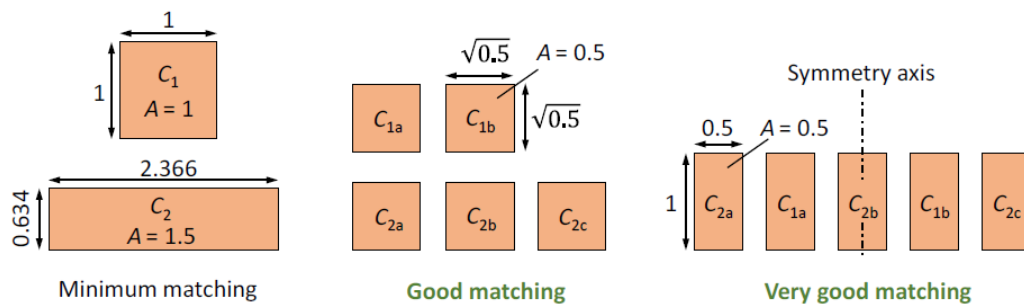 1
1
C1
A = 1
2.366
0.634
C2
A = 1.5
Minimum matching
√0.5
A = 0.5
√0.5
C1a
C1b
C2a
C2b
C2c
Good matching
Symmetry axis
0.5
A = 0.5
1
C2a
C1a
C2b
C1b
C2c
Very good matching